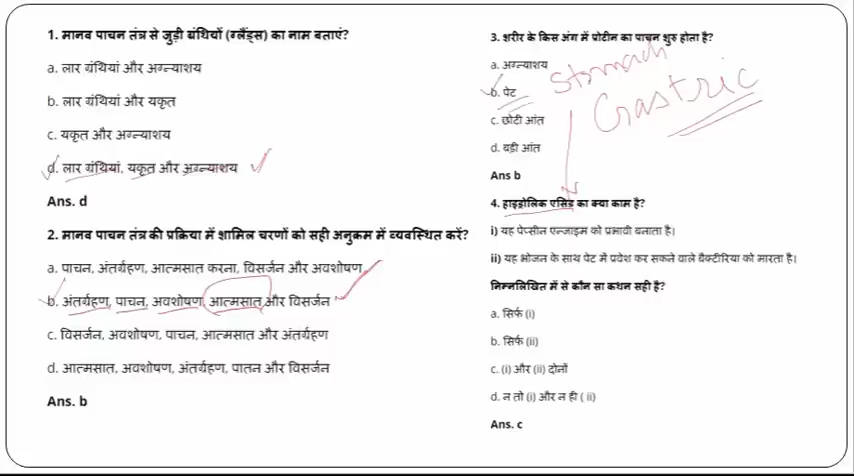 1. मानव पाचन तंत्र से जुड़ी ग्रंथियों (ग्लैंड्स) का नाम बताएं?
a. लार ग्रंथियां और अग्न्याशय
b. लार ग्रंथियां और यकृत
c. यकृत और अग्न्याशय
d. लार ग्रंथियां, यकृत और अग्न्याशय
Ans. d
2. मानव पाचन तंत्र की प्रक्रिया में शामिल चरणों को सही अनुक्रम में व्यवस्थित करें?
a. पाचन, अंतर्ग्रहण, आत्मसात करना, विसर्जन और अवशोषण
b. अंतर्ग्रहण, पाचन, अवशोषण, आत्मसात और विसर्जन
c. विसर्जन, अवशोषण, पाचन, आत्मसात और अंतर्ग्रहण
d. आत्मसात, अवशोषण, अंतर्ग्रहण, पातन और विसर्जन
Ans. b
3. शरीर के किस अंग में प्रोटीन का पाचन शुरु होता है?
a. अग्न्याशय
b. पेट
Stomach
Gastric
c. छोटी आंत
d. बड़ी आंत
Ans b
4. हाइड्रोलिक एसिड का क्या काम है?
i) यह पेप्सीन एन्जाइम को प्रभावी बनाता है।
ii) यह भोजन के साथ पेट में प्रवेश कर सकने वाले बैक्टीरिया को मारता है।
निम्नलिखित में से कौन सा कथन सही है?
a. सिर्फ (i)
b. सिर्फ (ii)
c. (i) और (ii) दोनों
d. न तो (i) और न ही ( ii)
Ans. c